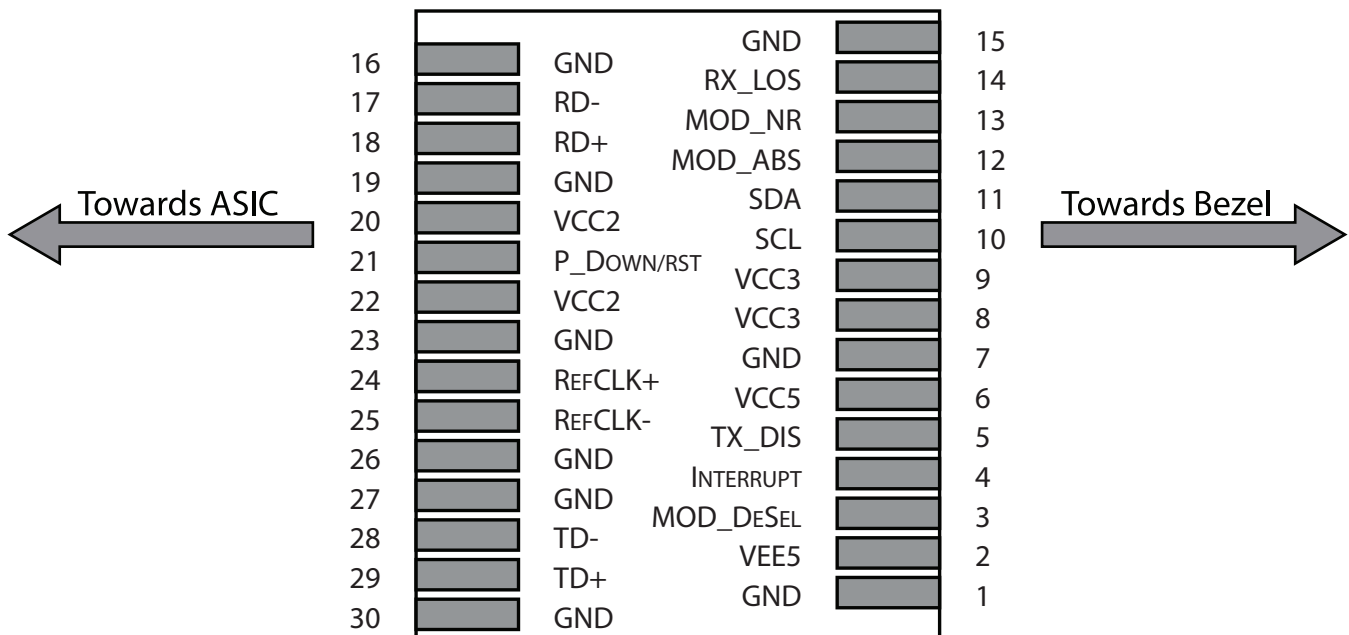 GND 15
16 GND
RX_LOS 14
17 RD-
MOD_NR 13
18 RD+
MOD_ABS 12
19 GND
SDA 11
Towards ASIC
Towards Bezel
20 VCC2
SCL 10
21 P_DOWN/RST
VCC3 9
22 VCC2
VCC3 8
23 GND
GND 7
24 REFCLK+
VCC5 6
25 REFCLK-
TX_DIS 5
26 GND
INTERRUPT 4
27 GND
MOD_DESEL 3
28 TD-
VEE5 2
29 TD+
GND 1
30 GND